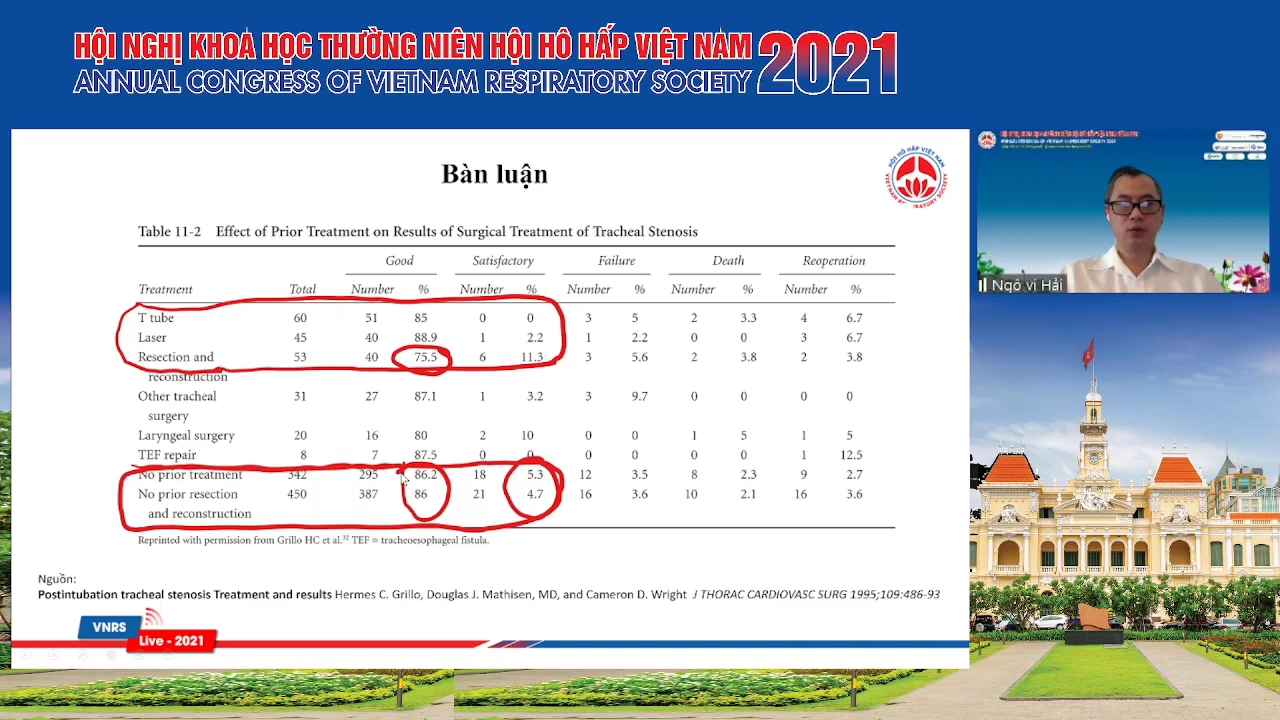 HỘI NGHỊ KHOA HỌC THƯỜNG NIÊN HỘI HÔ HẤP VIỆT NAM 2021
ANNUAL CONGRESS OF VIETNAM RESPIRATORY SOCIETY
Bàn luận
HỘI HÔ HẤP VIỆT NAM
Table 11-2 Effect of Prior Treatment on Results of Surgical Treatment of Tracheal Stenosis
Good Satisfactory Failure Death Reoperation
Treatment Total Number % Number % Number % Number % Number %
T tube 60 51 85 0 0 3 5 2 3.3 4 6.7
Laser 45 40 88.9 1 2.2 1 2.2 0 0 3 6.7
Resection and 53 40 75.5 6 11.3 3 5.6 2 3.8 2 3.8
reconstruction
Other tracheal 31 27 87.1 1 3.2 3 9.7 0 0 0 0
surgery
Laryngeal surgery 20 16 80 2 10 0 0 1 5 1 5
TEF repair 8 7 87.5 0 0 0 0 0 0 1 12.5
No prior treatment 342 295 86.2 18 5.3 12 3.5 8 2.3 9 2.7
No prior resection 450 387 86 21 4.7 16 3.6 10 2.1 16 3.6
and reconstruction
Reprinted with permission from Grillo HC et al.32 TEF = tracheoesophageal fistula.
Nguồn:
Postintubation tracheal stenosis Treatment and results Hermes C. Grillo, Douglas J. Mathisen, MD, and Cameron D. Wright J THORAC CARDIOVASC SURG 1995;109:486-93
VNRS
Live - 2021
Ngô vi Hải